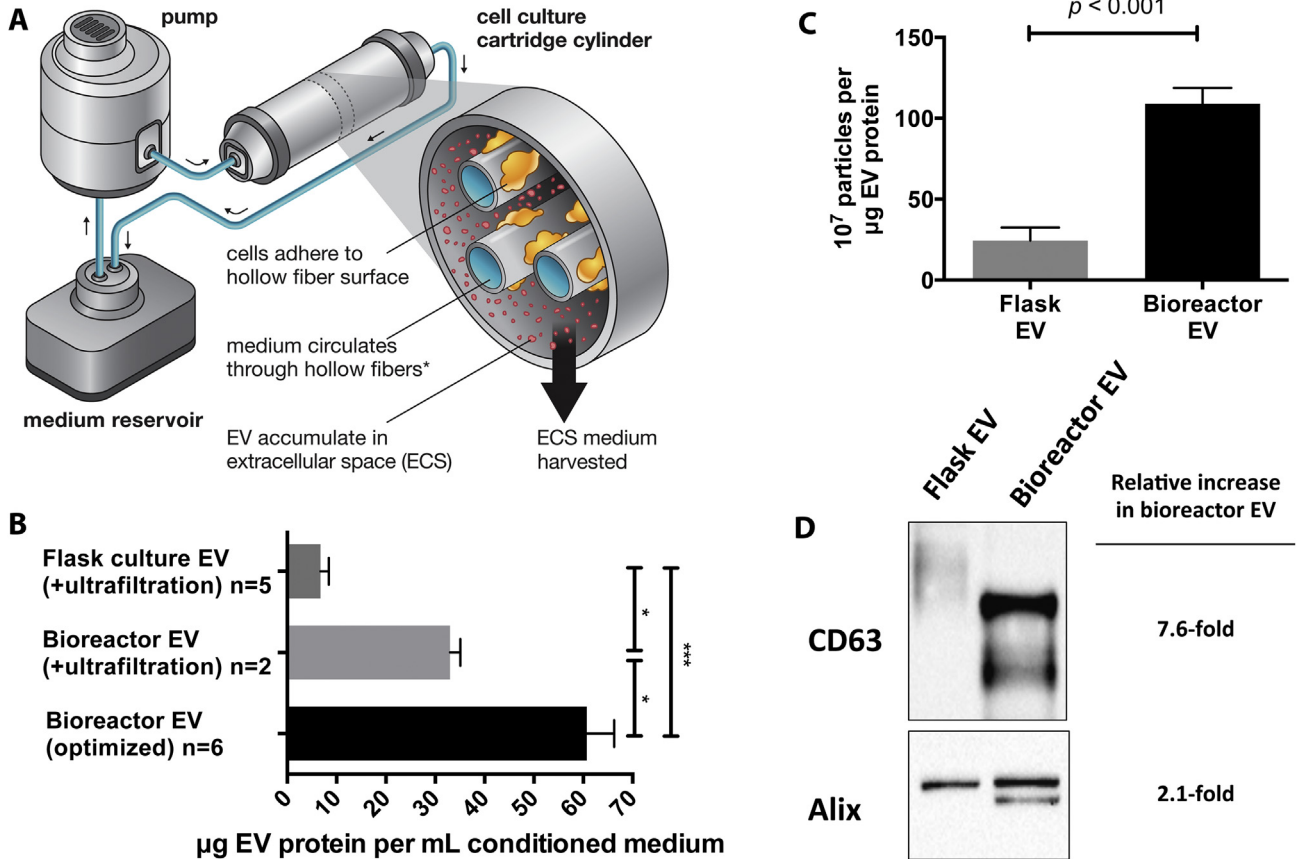 A
pump
cell culture
cartridge cylinder
cells adhere to
hollow fiber surface
medium circulates
through hollow fibers*
medium reservoir
EV accumulate in
extracellular space (ECS)
ECS medium
harvested
B
Flask culture EV
(+ultrafiltration) n=5
Bioreactor EV
(+ultrafiltration) n=2
Bioreactor EV
(optimized) n=6
*
*
***
0 10 20 30 40 50 60 70
µg EV protein per mL conditioned medium
C
p < 0.001
10⁷ particles per
µg EV protein
150
100
50
0
Flask
EV
Bioreactor
EV
D
Flask EV
Bioreactor EV
Relative increase
in bioreactor EV
CD63
7.6-fold
Alix
2.1-fold